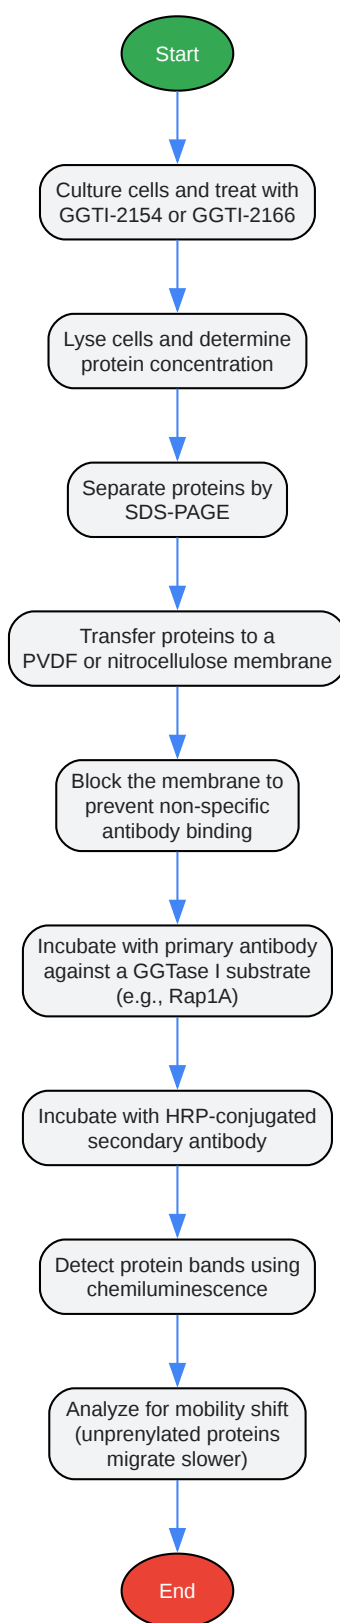 Start
Culture cells and treat with
GGTI-2154 or GGTI-2166
Lyse cells and determine
protein concentration
Separate proteins by
SDS-PAGE
Transfer proteins to a
PVDF or nitrocellulose membrane
Block the membrane to
prevent non-specific
antibody binding
Incubate with primary antibody
against a GGTase I substrate
(e.g., Rap1A)
Incubate with HRP-conjugated
secondary antibody
Detect protein bands using
chemiluminescence
Analyze for mobility shift
(unprenylated proteins
migrate slower)
End